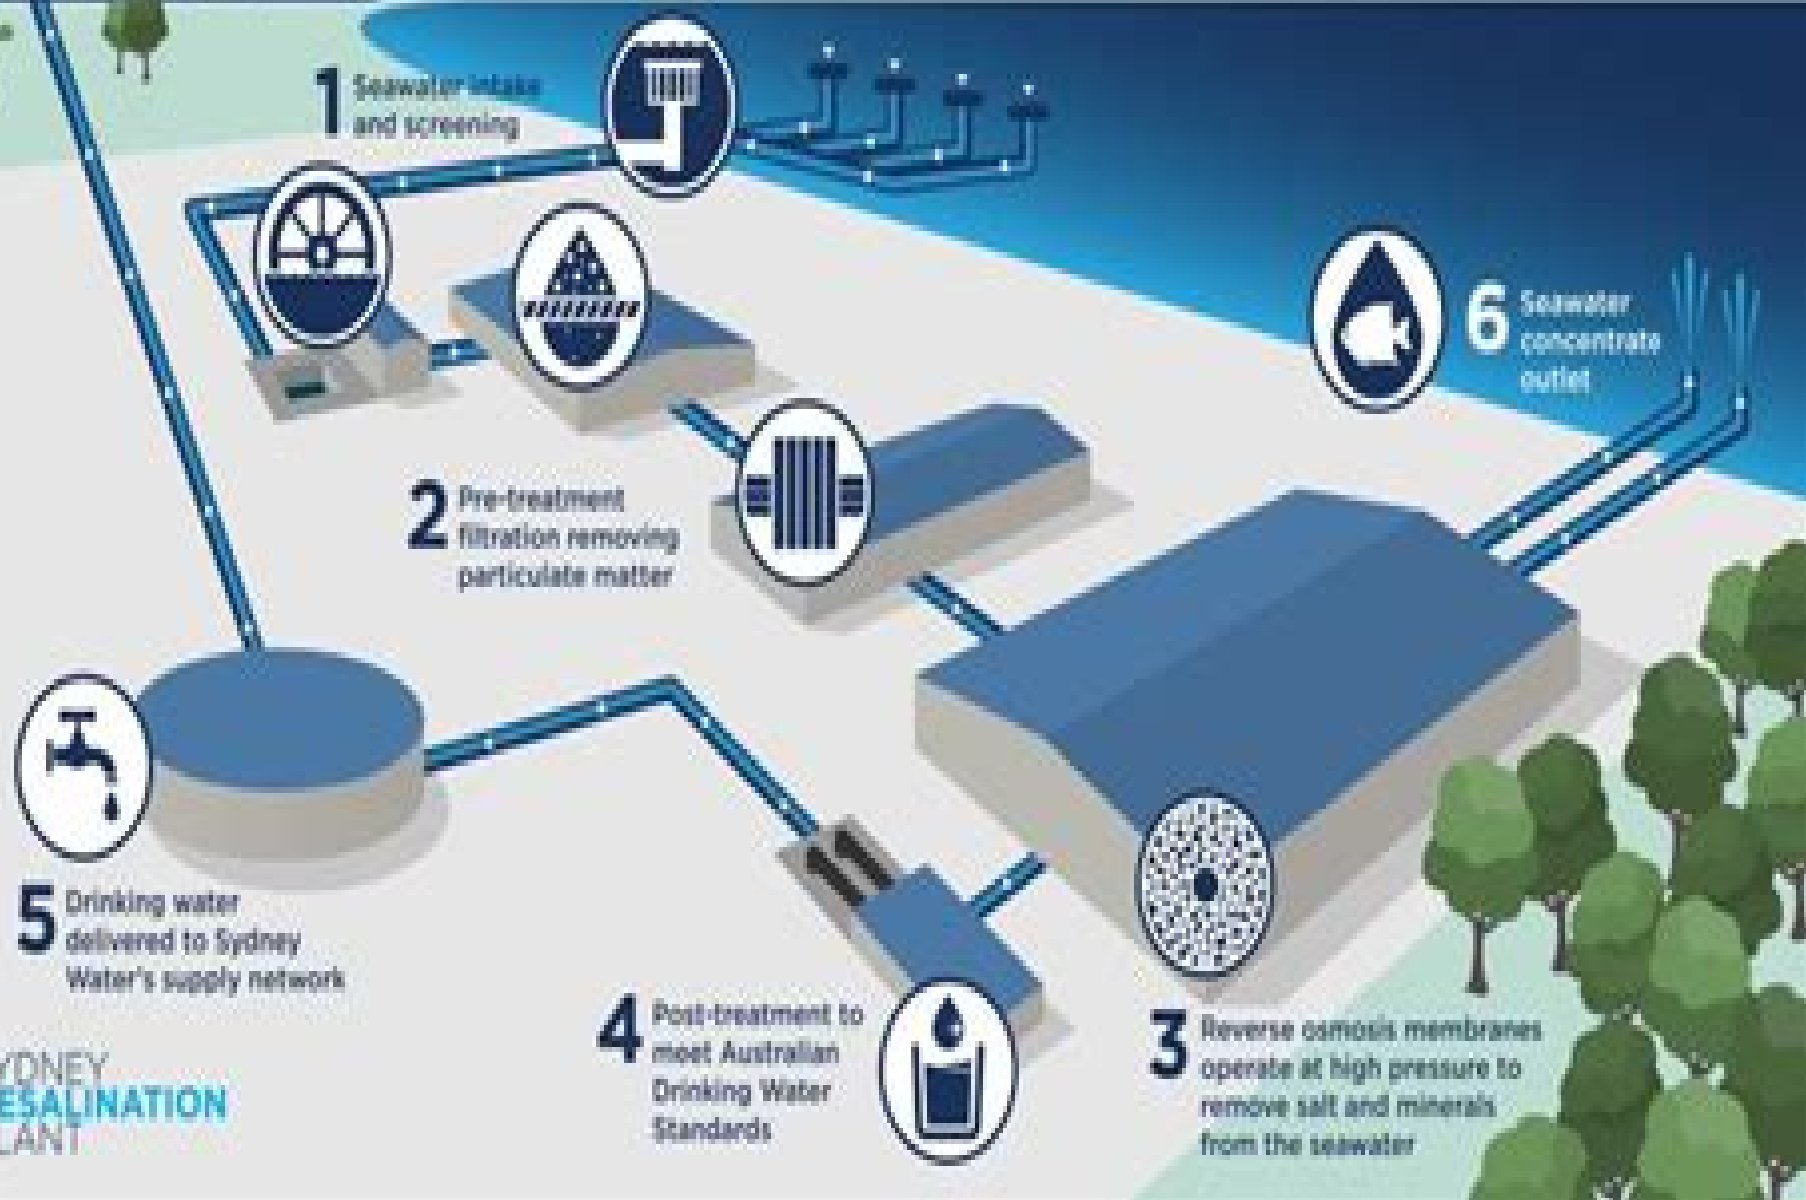 1 Seawater intake
and screening
2 Pre-treatment
filtration removing
particulate matter
3 Reverse osmosis membranes
operate at high pressure to
remove salt and minerals
from the seawater
4 Post-treatment to
meet Australian
Drinking Water
Standards
5 Drinking water
delivered to Sydney
Water's supply network
6 Seawater
concentrate
outlet
YDNEY
ESALINATION
LANT